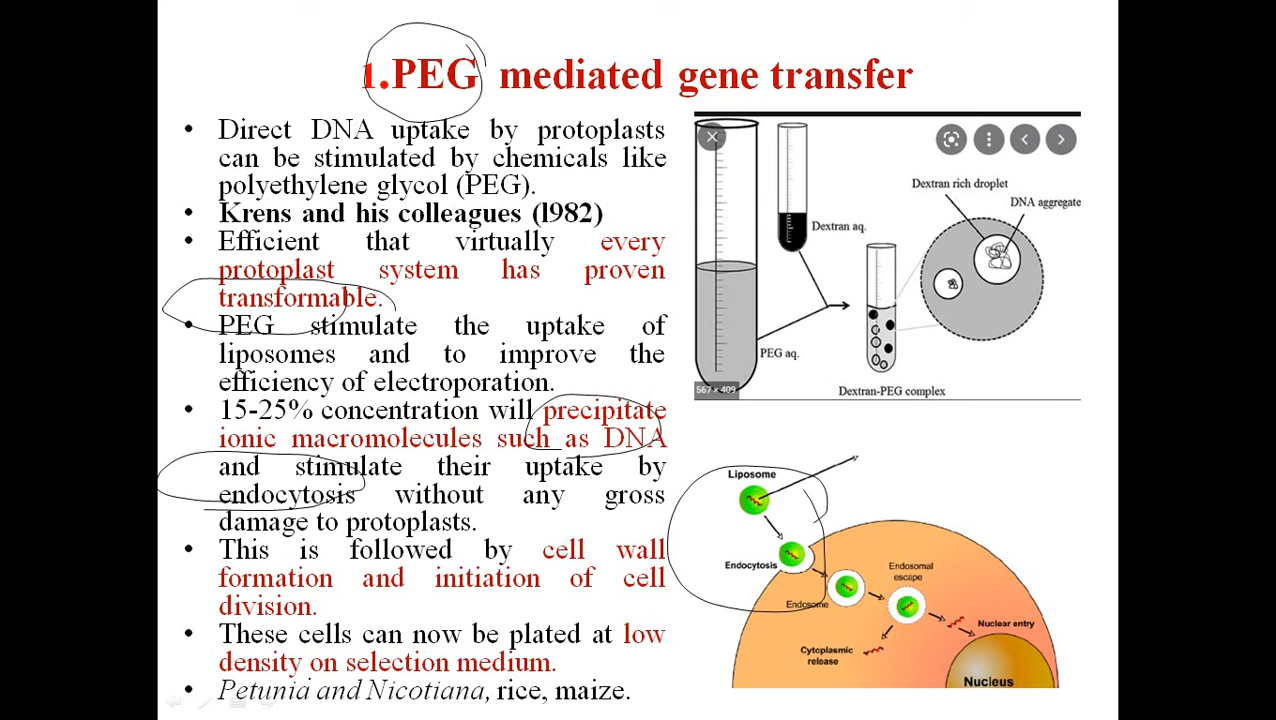 1.PEG mediated gene transfer
• Direct DNA uptake by protoplasts
can be stimulated by chemicals like
polyethylene glycol (PEG).
• Krens and his colleagues (l982)
• Efficient that virtually every
protoplast system has proven
transformable.
• PEG stimulate the uptake of
liposomes and to improve the
efficiency of electroporation.
• 15-25% concentration will precipitate
ionic macromolecules such as DNA
and stimulate their uptake by
endocytosis without any gross
damage to protoplasts.
• This is followed by cell wall
formation and initiation of cell
division.
• These cells can now be plated at low
density on selection medium.
• Petunia and Nicotiana, rice, maize.
Dextran rich droplet
DNA aggregate
Dextran aq.
PEG aq.
567 × 409
Dextran-PEG complex
Liposome
Endocytosis
Endosome
Endosomal
escape
Nuclear entry
Cytoplasmic
release
Nucleus